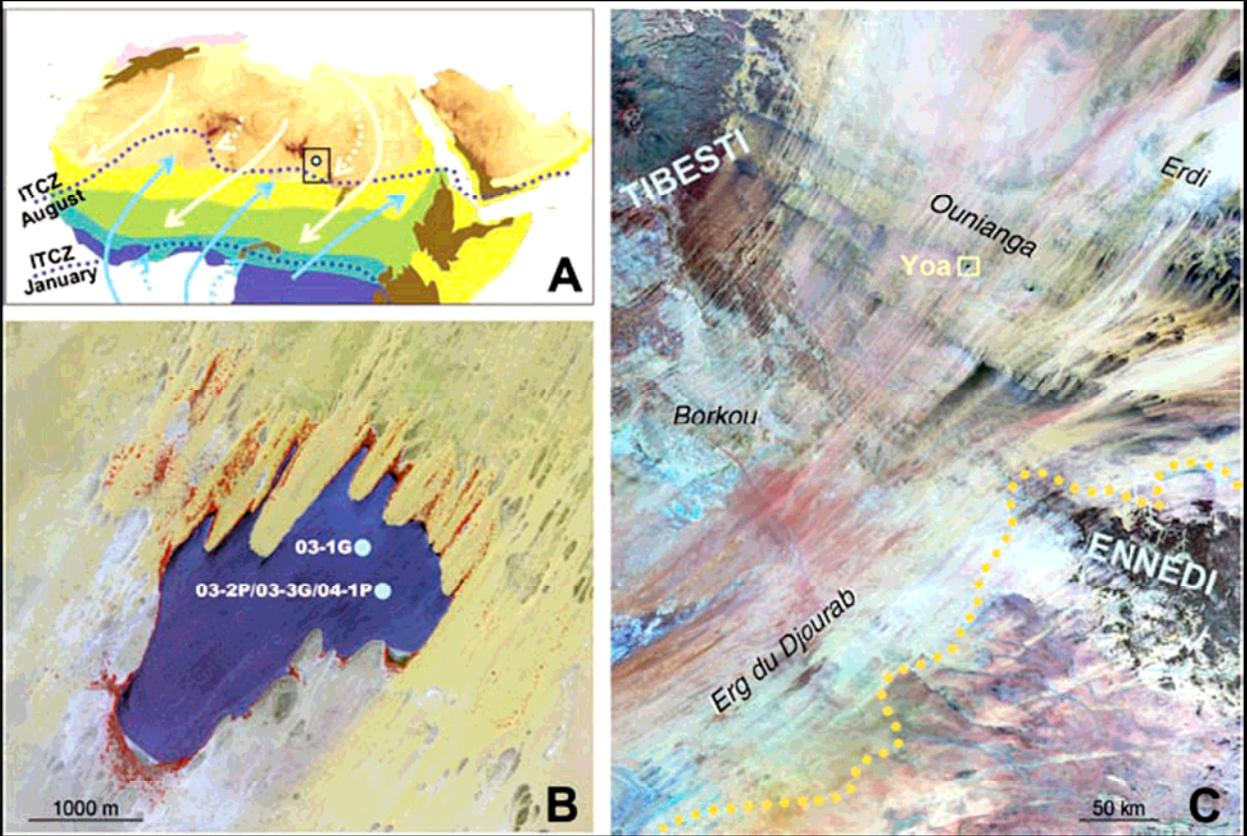 ITCZ
August
ITCZ
January
A
03-1G
03-2P/03-3G/04-1P
1000 m
B
TIBESTI
Erdi
Ounianga
Yoa
Borkou
ENNEDI
Erg du Djourab
50 km
C